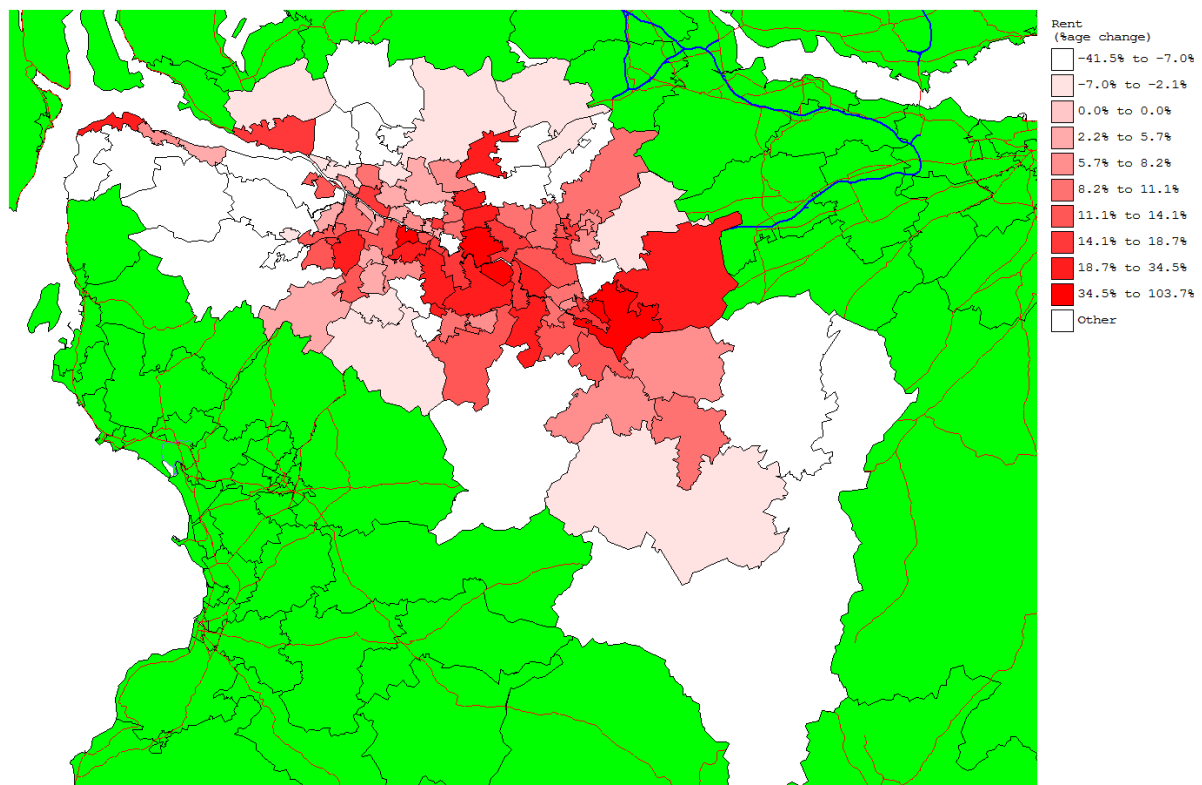 Rent
(%age change)
-41.5% to -7.0%
-7.0% to -2.1%
0.0% to 0.0%
2.2% to 5.7%
5.7% to 8.2%
8.2% to 11.1%
11.1% to 14.1%
14.1% to 18.7%
18.7% to 34.5%
34.5% to 103.7%
Other